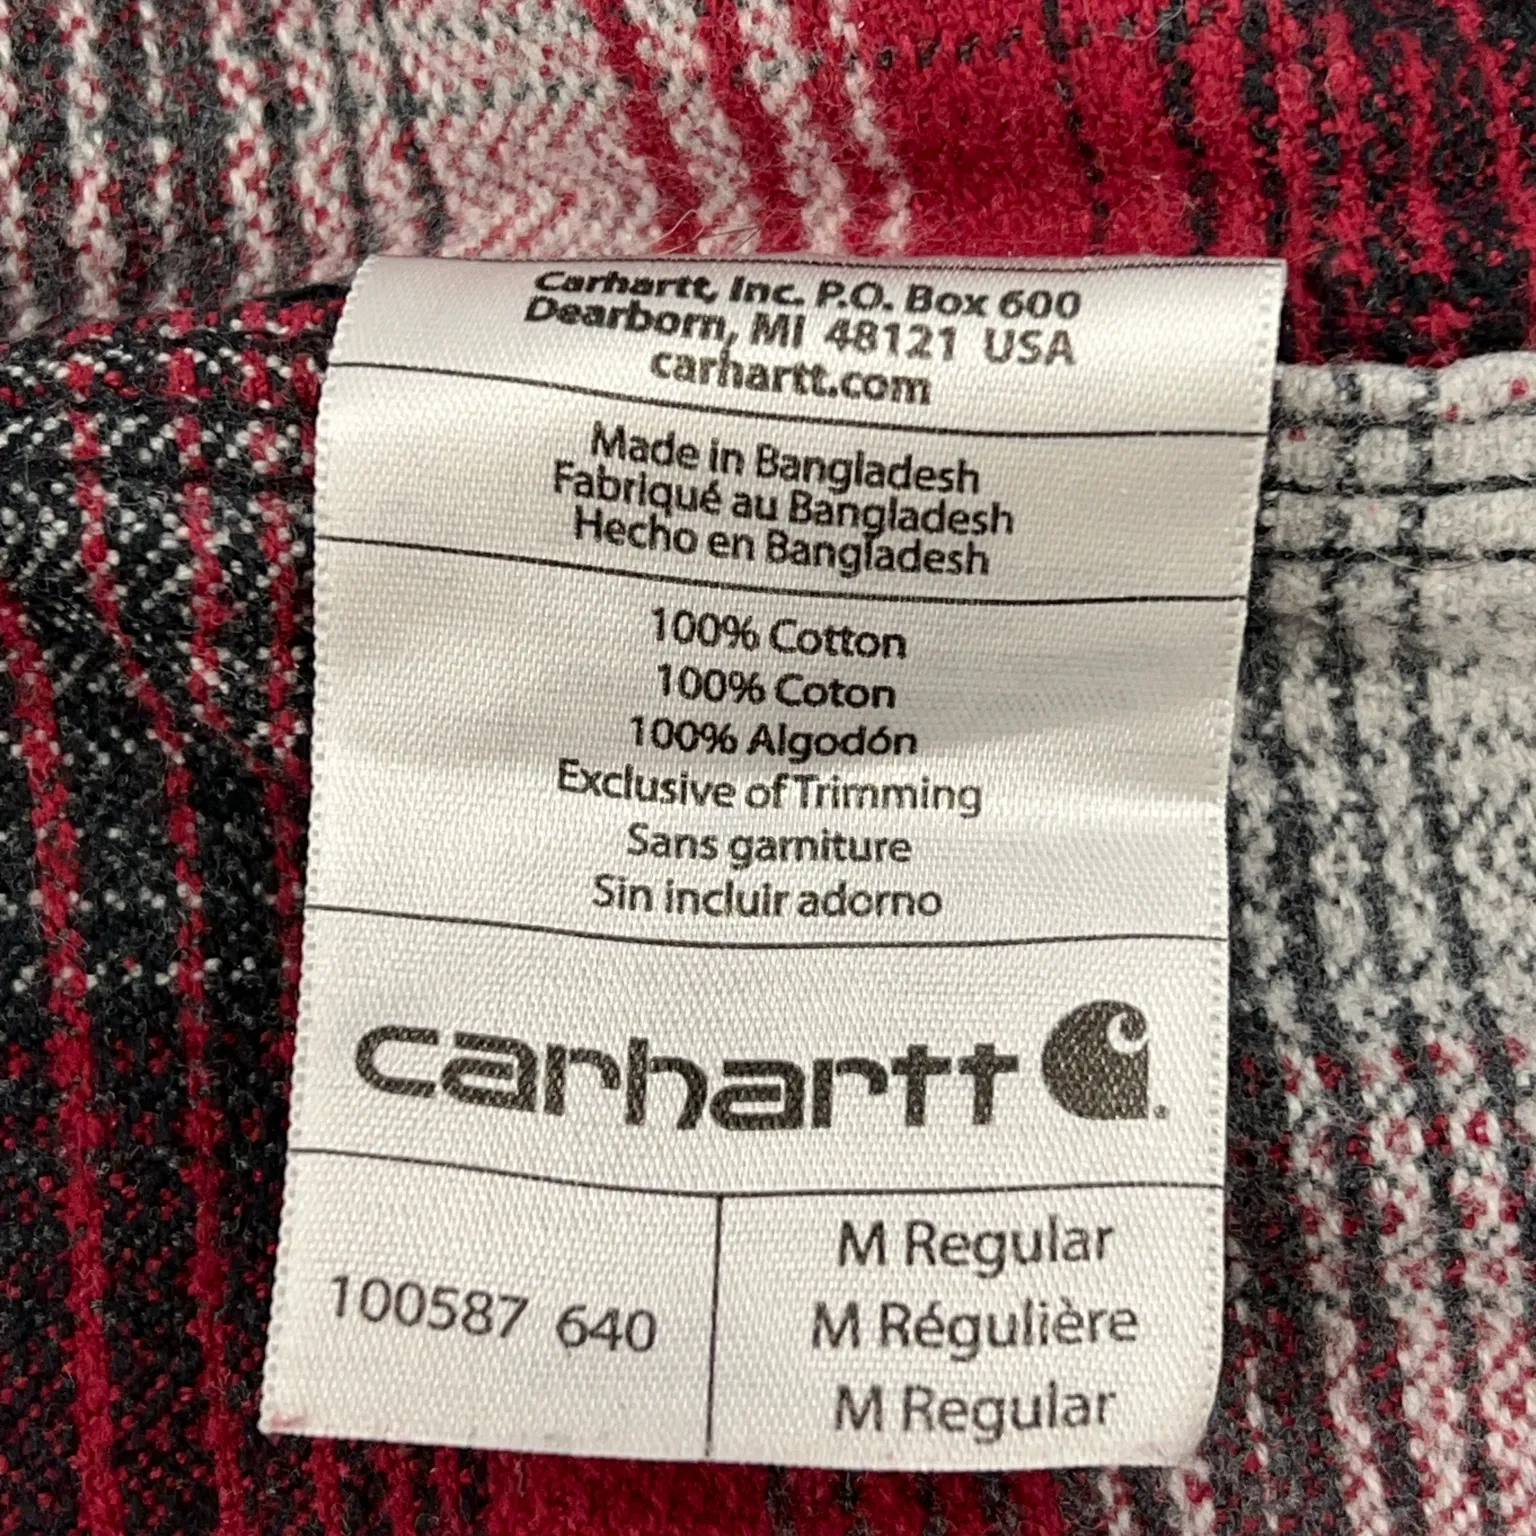 Carhartt, Inc. P.O. Box 600
Dearborn, MI 48121 USA
carhartt.com
Made in Bangladesh
Fabriqué au Bangladesh
Hecho en Bangladesh
100% Cotton
100% Coton
100% Algodón
Exclusive of Trimming
Sans garniture
Sin incluir adorno
carhartt
100587 640
M Regular
M Régulière
M Regular